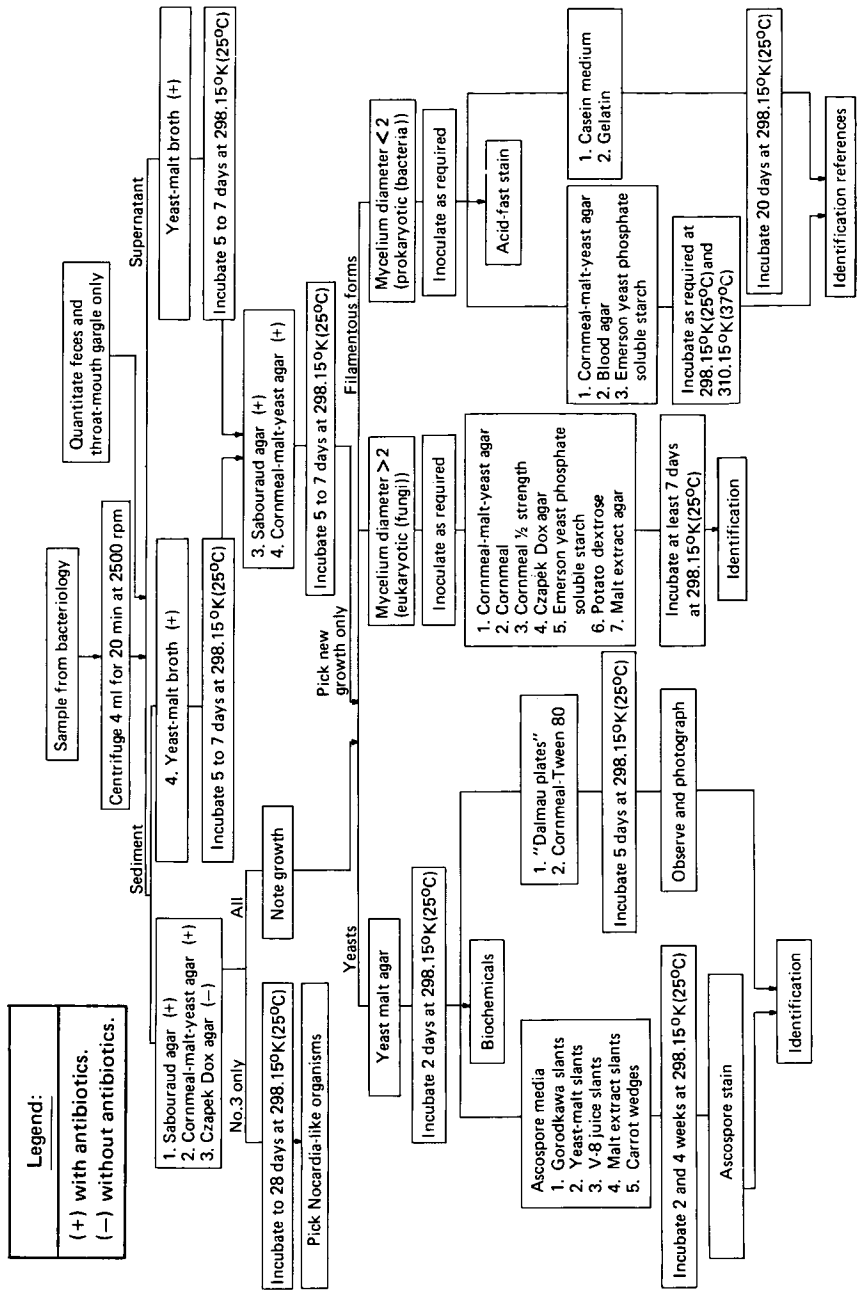 Legend:
(+) with antibiotics.
(−) without antibiotics.
Sample from bacteriology
Centrifuge 4 ml for 20 min at 2500 rpm
Quantitate feces and
throat-mouth gargle only
Sediment
Supernatant
1. Sabouraud agar (+)
2. Cornmeal-malt-yeast agar (+)
3. Czapek Dox agar (−)
4. Yeast-malt broth (+)
Yeast-malt broth (+)
Incubate 5 to 7 days at 298.15°K(25°C)
Incubate 5 to 7 days at 298.15°K(25°C)
No.3 only
All
Incubate to 28 days at 298.15°K(25°C)
Pick Nocardia-like organisms
Note growth
3. Sabouraud agar (+)
4. Cornmeal-malt-yeast agar (+)
Incubate 5 to 7 days at 298.15°K(25°C)
Pick new
growth only
Yeasts
Filamentous forms
Yeast malt agar
Incubate 2 days at 298.15°K(25°C)
Biochemicals
Ascospore media
1. Gorodkawa slants
2. Yeast-malt slants
3. V-8 juice slants
4. Malt extract slants
5. Carrot wedges
Incubate 2 and 4 weeks at 298.15°K(25°C)
Ascospore stain
1. "Dalmau plates"
2. Cornmeal-Tween 80
Incubate 5 days at 298.15°K(25°C)
Observe and photograph
Identification
Mycelium diameter >2
(eukaryotic (fungi))
Inoculate as required
1. Cornmeal-malt-yeast agar
2. Cornmeal
3. Cornmeal ½ strength
4. Czapek Dox agar
5. Emerson yeast phosphate
soluble starch
6. Potato dextrose
7. Malt extract agar
Incubate at least 7 days
at 298.15°K(25°C)
Identification
Mycelium diameter <2
(prokaryotic (bacteria))
Inoculate as required
Acid-fast stain
1. Cornmeal-malt-yeast agar
2. Blood agar
3. Emerson yeast phosphate
soluble starch
Incubate as required at
298.15°K(25°C) and
310.15°K(37°C)
1. Casein medium
2. Gelatin
Incubate 20 days at 298.15°K(25°C)
Identification references